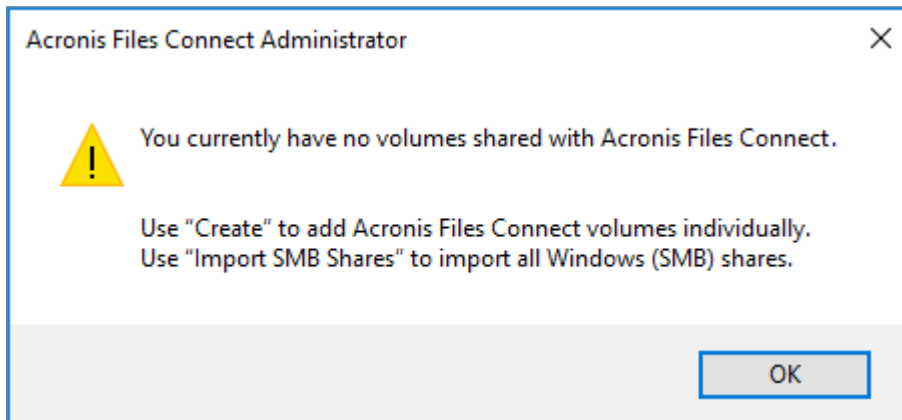 Acronis Files Connect Administrator
You currently have no volumes shared with Acronis Files Connect.
Use “Create” to add Acronis Files Connect volumes individually.
Use “Import SMB Shares” to import all Windows (SMB) shares.
OK